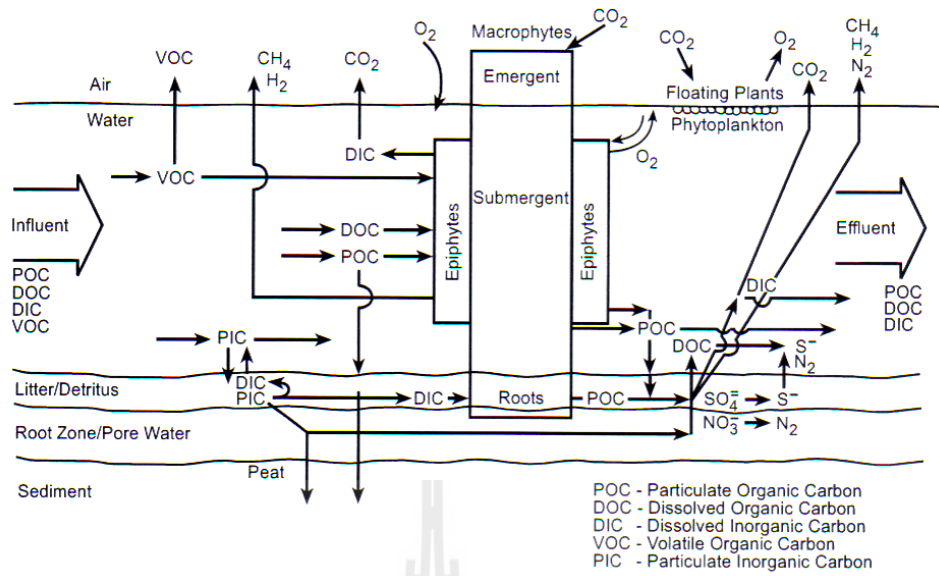 VOC
CH4
H2
CO2
O2
Macrophytes
CO2
CO2
O2
CO2
CH4
H2
N2
Air
Emergent
Floating Plants
Water
Phytoplankton
DIC
O2
VOC
Submergent
Influent
Epiphytes
Epiphytes
Effluent
DOC
POC
POC
DOC
DIC
VOC
DIC
POC
DOC
DIC
PIC
POC
DOC
S–
N2
Litter/Detritus
DIC
PIC
DIC
Roots
POC
SO4=
S–
Root Zone/Pore Water
NO3–
N2
Peat
Sediment
POC - Particulate Organic Carbon
DOC - Dissolved Organic Carbon
DIC - Dissolved Inorganic Carbon
VOC - Volatile Organic Carbon
PIC - Particulate Inorganic Carbon